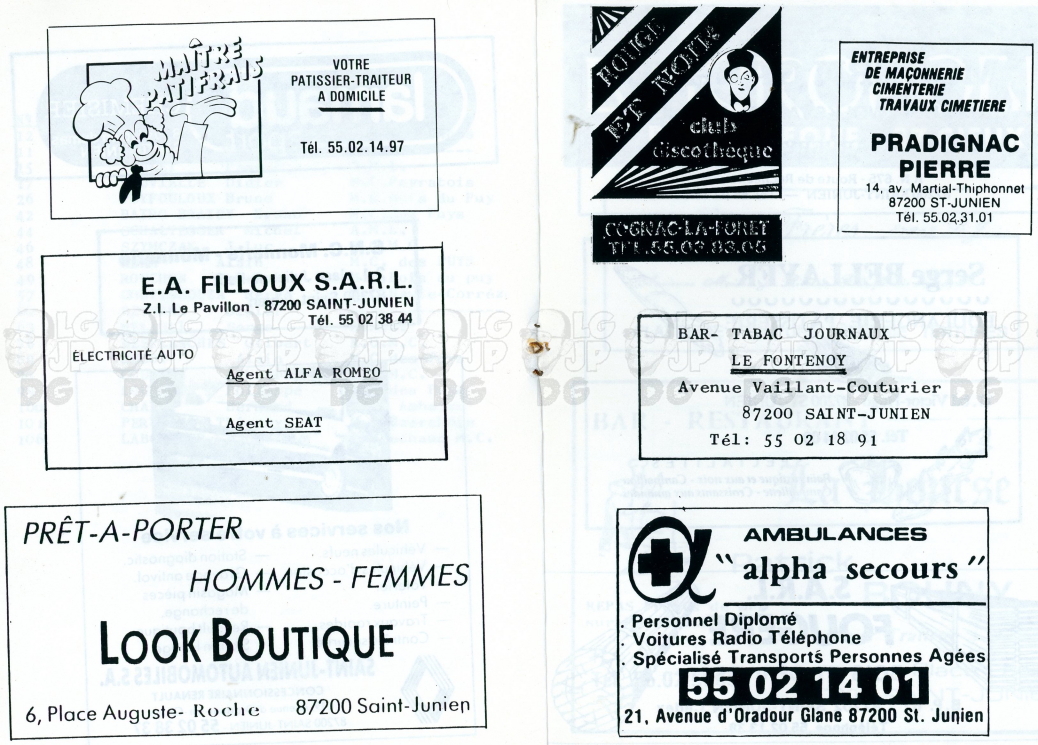 MAÎTRE
PATIFRAIS
VOTRE
PATISSIER-TRAITEUR
A DOMICILE
Tél. 55.02.14.97
E.A. FILLOUX S.A.R.L.
Z.I. Le Pavillon - 87200 SAINT-JUNIEN
Tél. 55 02 38 44
ÉLECTRICITÉ AUTO
Agent ALFA ROMEO
Agent SEAT
PRÊT-A-PORTER
HOMMES - FEMMES
LOOK BOUTIQUE
6, Place Auguste- Roche 87200 Saint-Junien
ROUGE
ET NOIR
club
discothèque
COGNAC-LA-FORET
TEL.55.03.83.05
ENTREPRISE
DE MAÇONNERIE
CIMENTERIE
TRAVAUX CIMETIERE
PRADIGNAC
PIERRE
14, av. Martial-Thiphonnet
87200 ST-JUNIEN
Tél. 55.02.31.01
BAR- TABAC JOURNAUX
LE FONTENOY
Avenue Vaillant-Couturier
87200 SAINT-JUNIEN
Tél: 55 02 18 91
AMBULANCES
"alpha secours"
. Personnel Diplomé
. Voitures Radio Téléphone
. Spécialisé Transports Personnes Agées
55 02 14 01
21, Avenue d'Oradour Glane 87200 St. Junien
LG JP DG